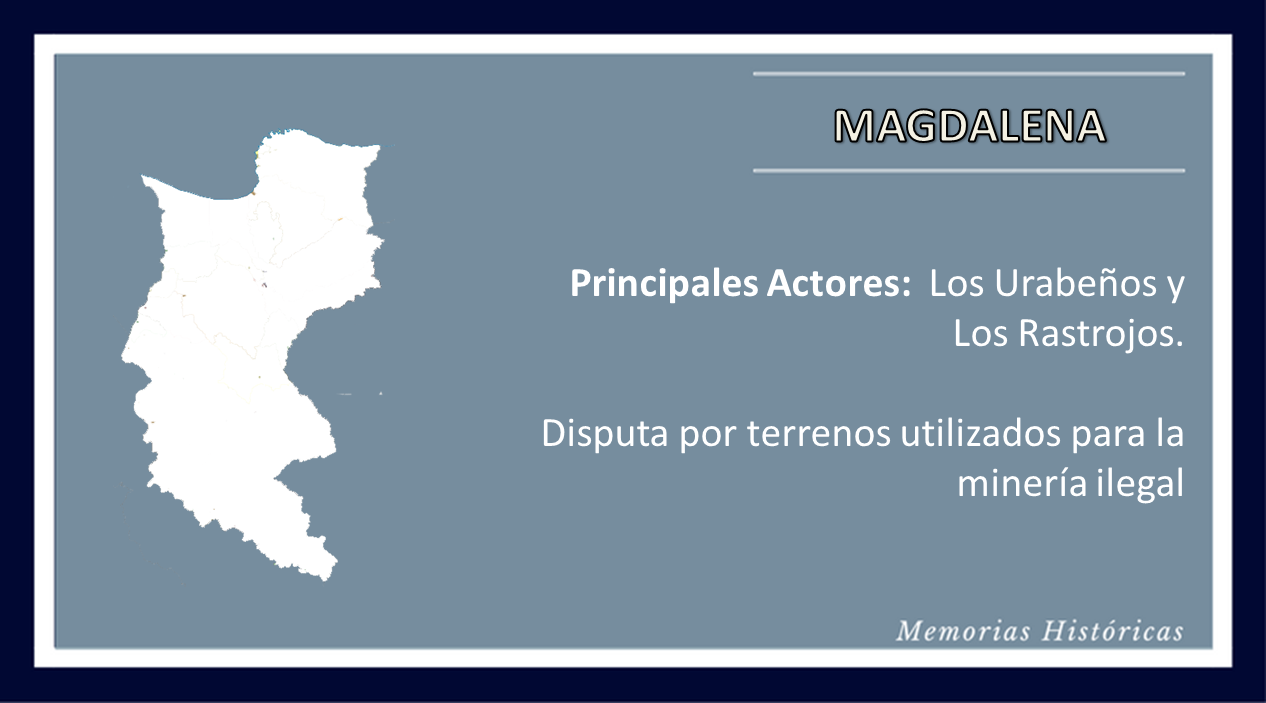 MAGDALENA
Principales Actores: Los Urabeños y
Los Rastrojos.
Disputa por terrenos utilizados para la
minería ilegal
Memorias Históricas